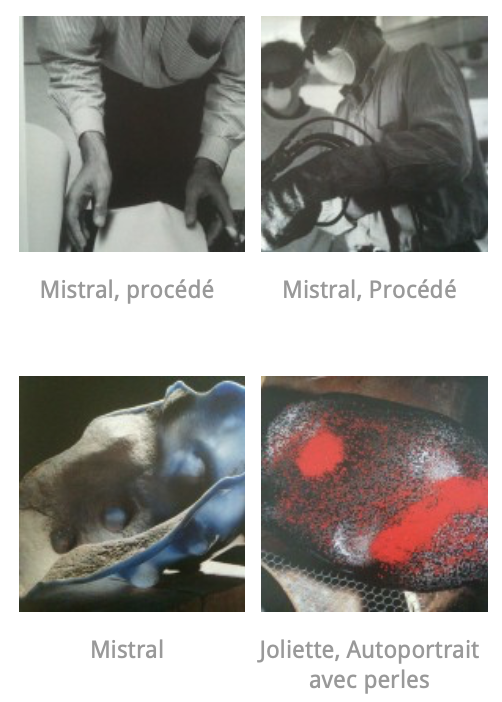 Mistral, procédé
Mistral, Procédé
Mistral
Joliette, Autoportrait
avec perles